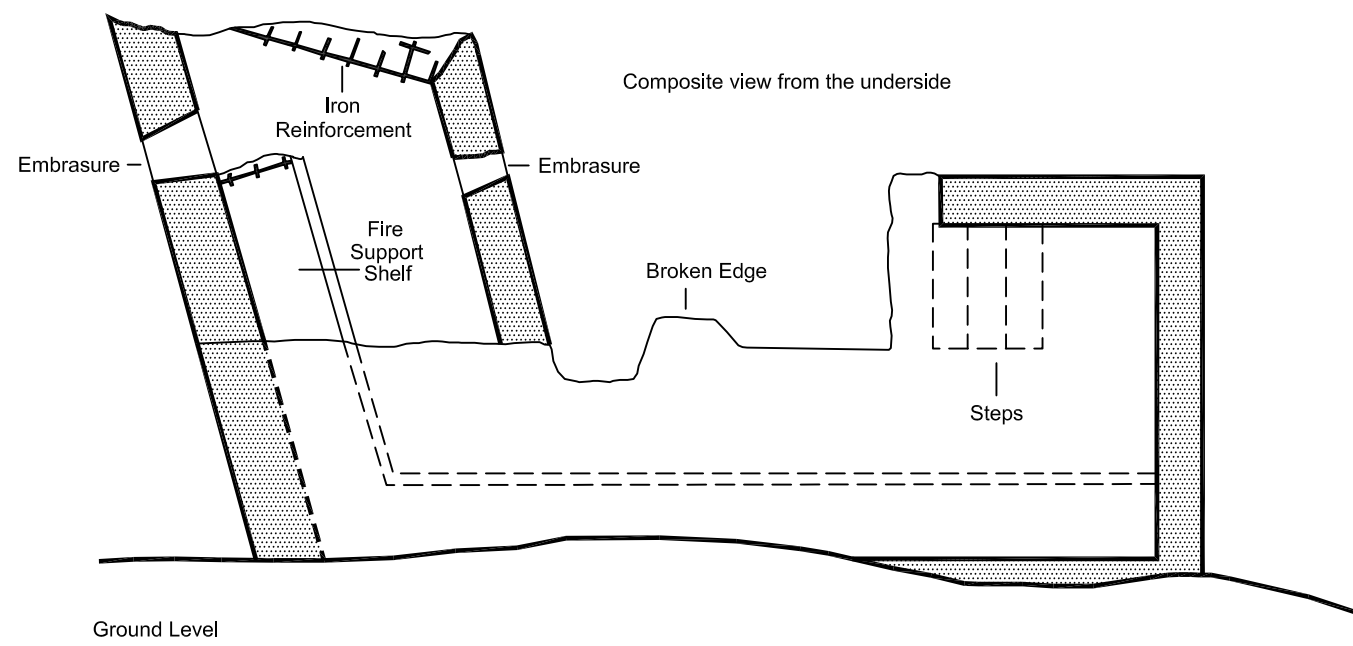 Composite view from the underside
Iron
Reinforcement
Embrasure
Embrasure
Fire
Support
Shelf
Broken Edge
Steps
Ground Level